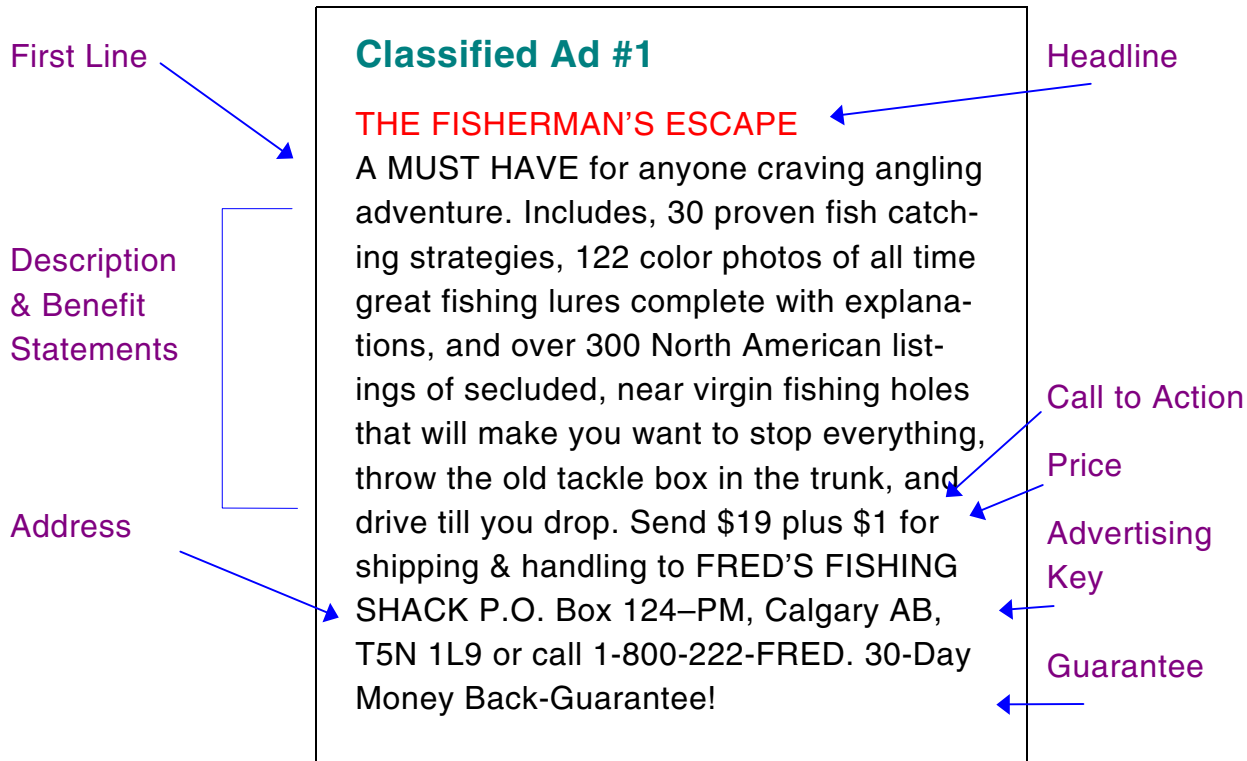 First Line
Description
& Benefit
Statements
Address
Classified Ad #1
THE FISHERMAN'S ESCAPE
A MUST HAVE for anyone craving angling
adventure. Includes, 30 proven fish catch-
ing strategies, 122 color photos of all time
great fishing lures complete with explana-
tions, and over 300 North American list-
ings of secluded, near virgin fishing holes
that will make you want to stop everything,
throw the old tackle box in the trunk, and
drive till you drop. Send $19 plus $1 for
shipping & handling to FRED'S FISHING
SHACK P.O. Box 124–PM, Calgary AB,
T5N 1L9 or call 1-800-222-FRED. 30-Day
Money Back-Guarantee!
Headline
Call to Action
Price
Advertising
Key
Guarantee